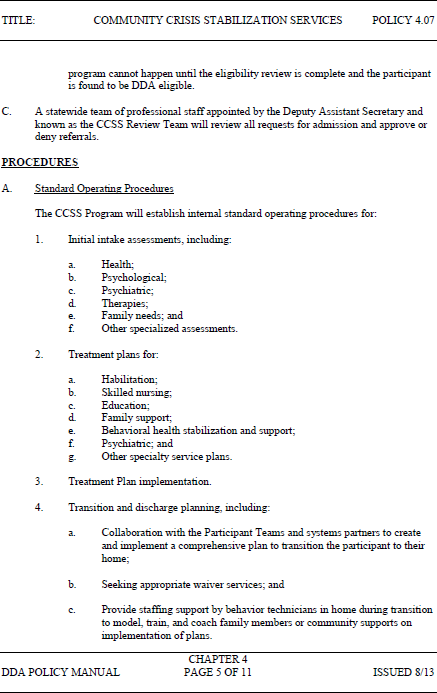 TITLE: COMMUNITY CRISIS STABILIZATION SERVICES POLICY 4.07
program cannot happen until the eligibility review is complete and the participant
is found to be DDA eligible.
C. A statewide team of professional staff appointed by the Deputy Assistant Secretary and
known as the CCSS Review Team will review all requests for admission and approve or
deny referrals.
PROCEDURES
A. Standard Operating Procedures
The CCSS Program will establish internal standard operating procedures for:
1. Initial intake assessments, including:
a. Health;
b. Psychological;
c. Psychiatric;
d. Therapies;
e. Family needs; and
f. Other specialized assessments.
2. Treatment plans for:
a. Habilitation;
b. Skilled nursing;
c. Education;
d. Family support;
e. Behavioral health stabilization and support;
f. Psychiatric; and
g. Other specialty service plans.
3. Treatment Plan implementation.
4. Transition and discharge planning, including:
a. Collaboration with the Participant Teams and systems partners to create
and implement a comprehensive plan to transition the participant to their
home;
b. Seeking appropriate waiver services; and
c. Provide staffing support by behavior technicians in home during transition
to model, train, and coach family members or community supports on
implementation of plans.
CHAPTER 4
DDA POLICY MANUAL PAGE 5 OF 11 ISSUED 8/13